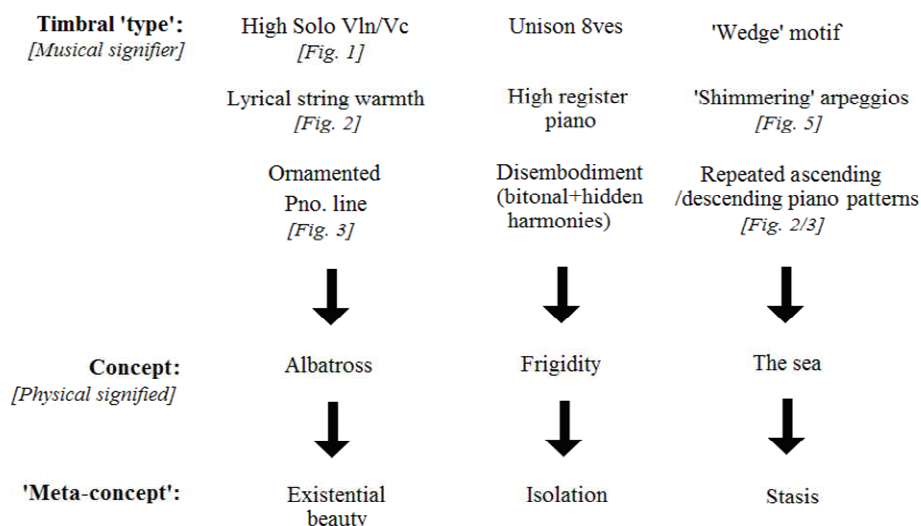 Timbral 'type': High Solo Vln/Vc Unison 8ves 'Wedge' motif
[Musical signifier] [Fig. 1]
Lyrical string warmth High register 'Shimmering' arpeggios
[Fig. 2] piano [Fig. 5]
Ornamented Disembodiment Repeated ascending
Pno. line (bitonal+hidden /descending piano patterns
[Fig. 3] harmonies) [Fig. 2/3]
Concept: Albatross Frigidity The sea
[Physical signified]
'Meta-concept': Existential Isolation Stasis
beauty